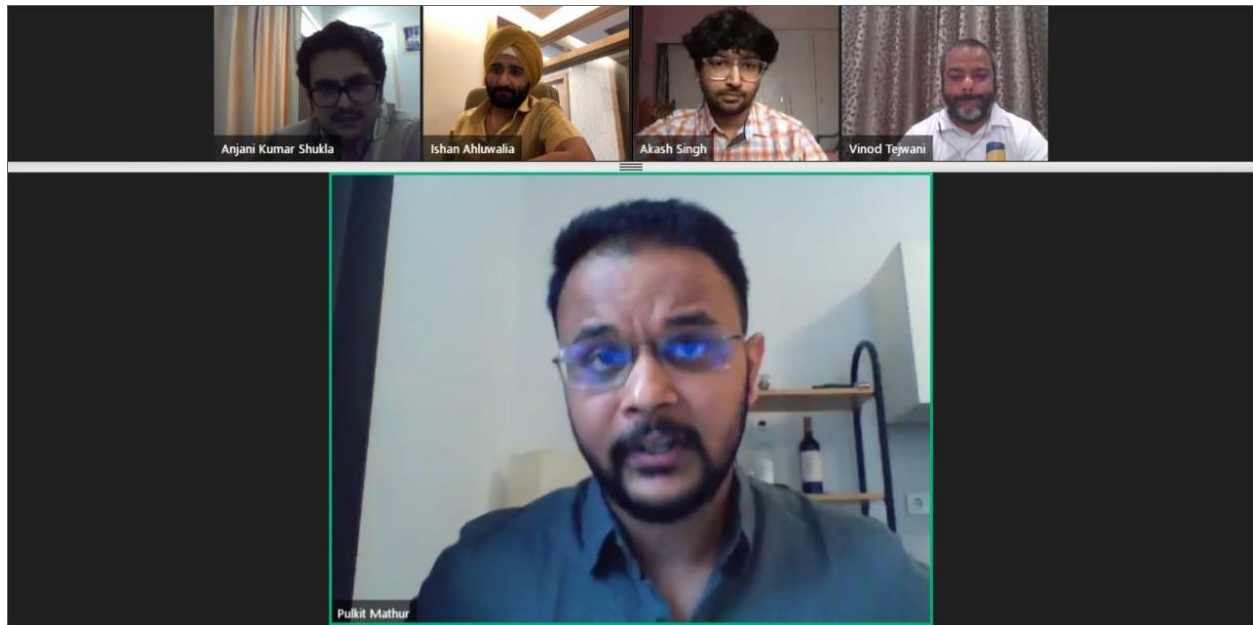 Anjani Kumar Shukla
Ishan Ahluwalia
Akash Singh
Vinod Tejwani
Pulkit Mathur